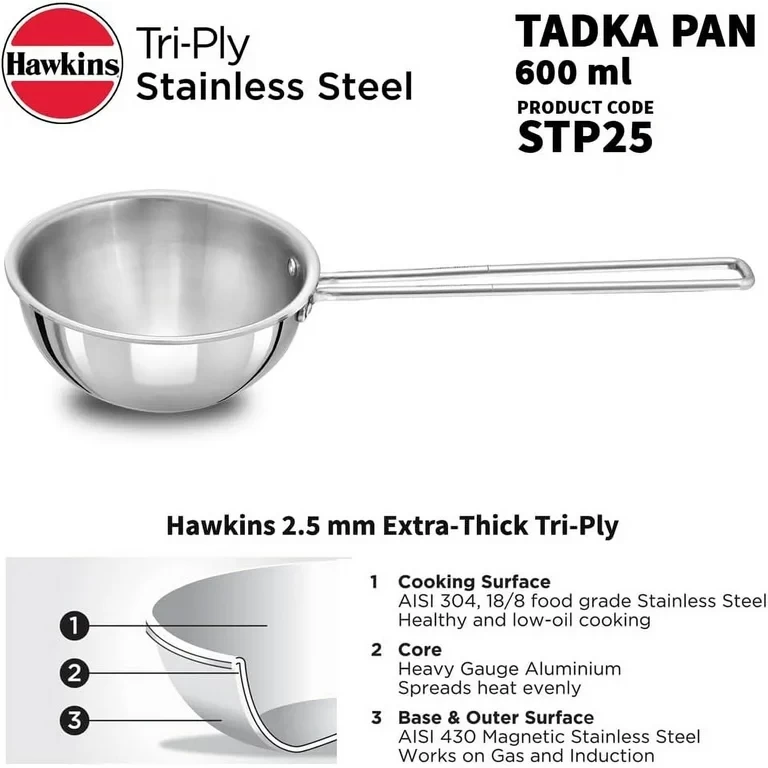 Hawkins
Tri-Ply
Stainless Steel
TADKA PAN
600 ml
PRODUCT CODE
STP25
Hawkins 2.5 mm Extra-Thick Tri-Ply
1
2
3
1 Cooking Surface
AISI 304, 18/8 food grade Stainless Steel
Healthy and low-oil cooking
2 Core
Heavy Gauge Aluminium
Spreads heat evenly
3 Base & Outer Surface
AISI 430 Magnetic Stainless Steel
Works on Gas and Induction